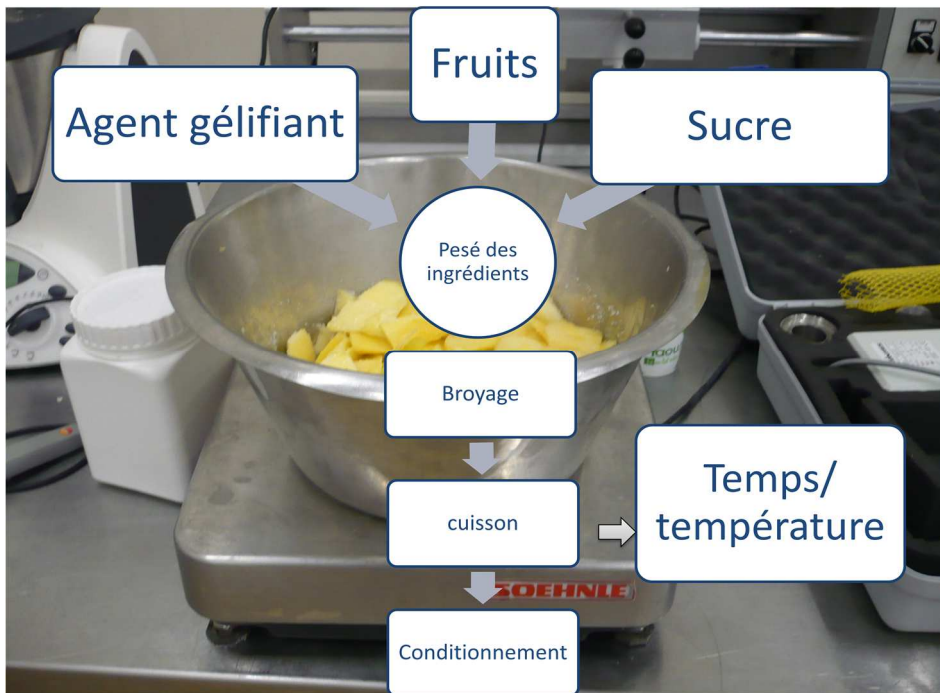 Fruits
Agent gélifiant
Sucre
Pesé des
ingrédients
Broyage
cuisson
Temps/
température
Conditionnement
SOEHNLE